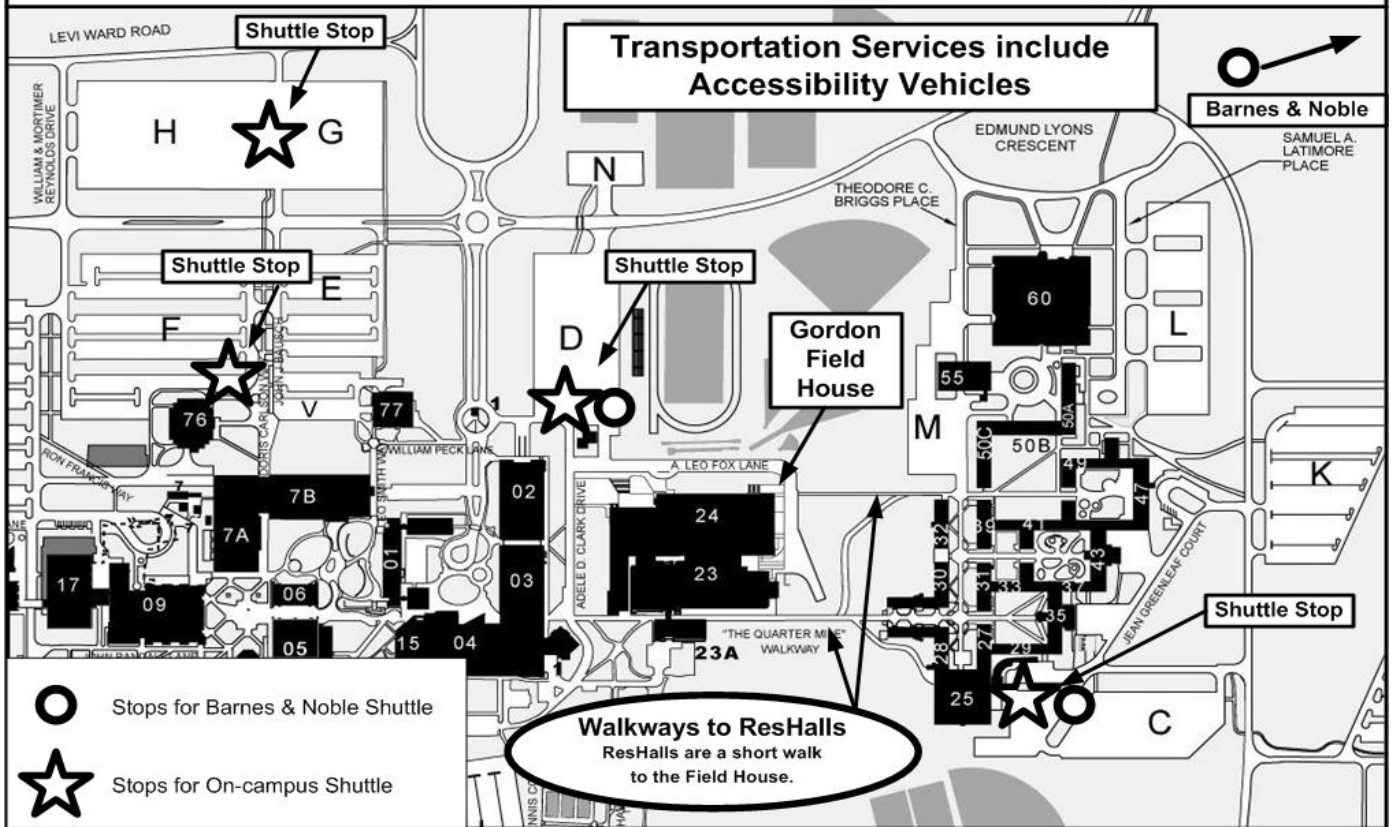 LEVI WARD ROAD
Shuttle Stop
Transportation Services include
Accessibility Vehicles
Barnes & Noble
WILLIAM & MORTIMER
REYNOLDS DRIVE
H
G
N
EDMUND LYONS
CRESCENT
SAMUEL A.
LATIMORE
PLACE
THEODORE C.
BRIGGS PLACE
Shuttle Stop
Shuttle Stop
E
F
D
60
L
Gordon
Field
House
55
M
V
76
77
1
50A
50C
50B
WILLIAM PECK LANE
RON FRANCIS WAY
A. LEO FOX LANE
49
K
7
7B
02
47
7A
7
ADELE D. CLARK DRIVE
24
32
39
41
01
03
23
43
JEAN GREENLEAF COURT
17
09
06
30
31
33
37
35
Shuttle Stop
15
04
05
"THE QUARTER MILE"
WALKWAY
23A
28
27
29
1
25
C
Stops for Barnes & Noble Shuttle
Walkways to ResHalls
ResHalls are a short walk
to the Field House.
Stops for On-campus Shuttle